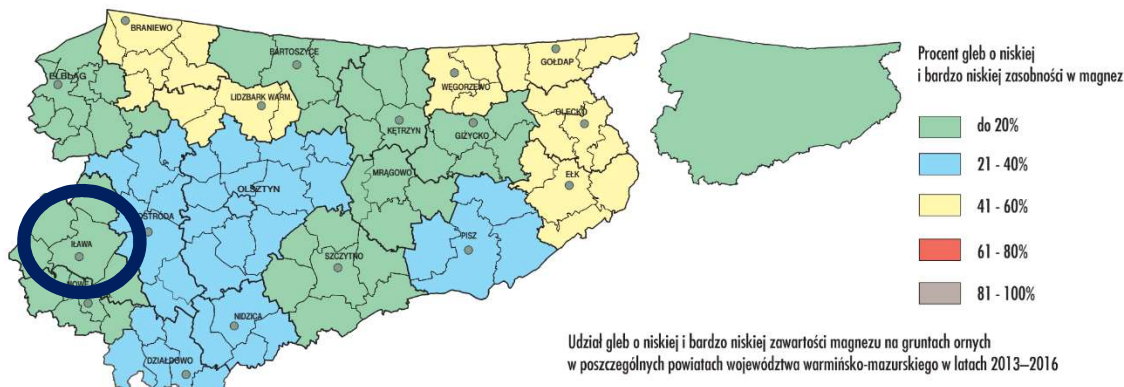 BRANIEWO
GOŁDAP
BARTOSZYCE
ELBLĄG
WĘGORZEWO
LIDZBARK WARM.
OLECKO
KĘTRZYN
GIŻYCKO
MRĄGOWO
EŁK
OLSZTYN
OSTRÓDA
PISZ
IŁAWA
SZCZYTNO
NOWE
NIDZICA
DZIAŁDOWO
Procent gleb o niskiej
i bardzo niskiej zasobności w magnez
do 20%
21 - 40%
41 - 60%
61 - 80%
81 - 100%
Udział gleb o niskiej i bardzo niskiej zawartości magnezu na gruntach ornych
w poszczególnych powiatach województwa warmińsko-mazurskiego w latach 2013–2016